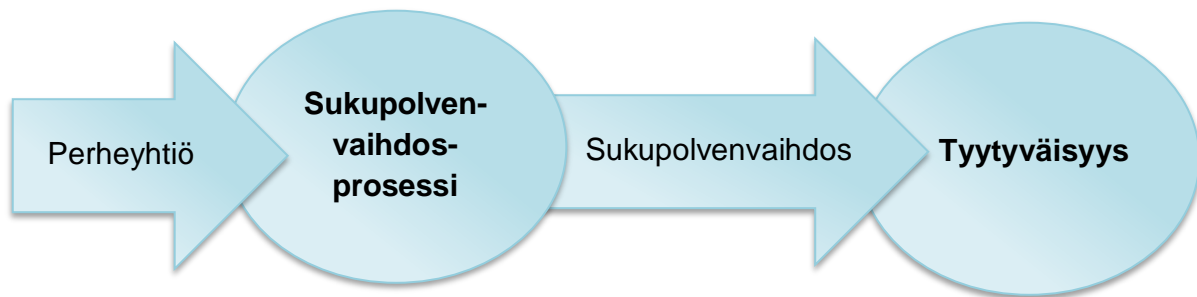 Perheyhtiö
Sukupolven-
vaihdos-
prosessi
Sukupolvenvaihdos
Tyytyväisyys